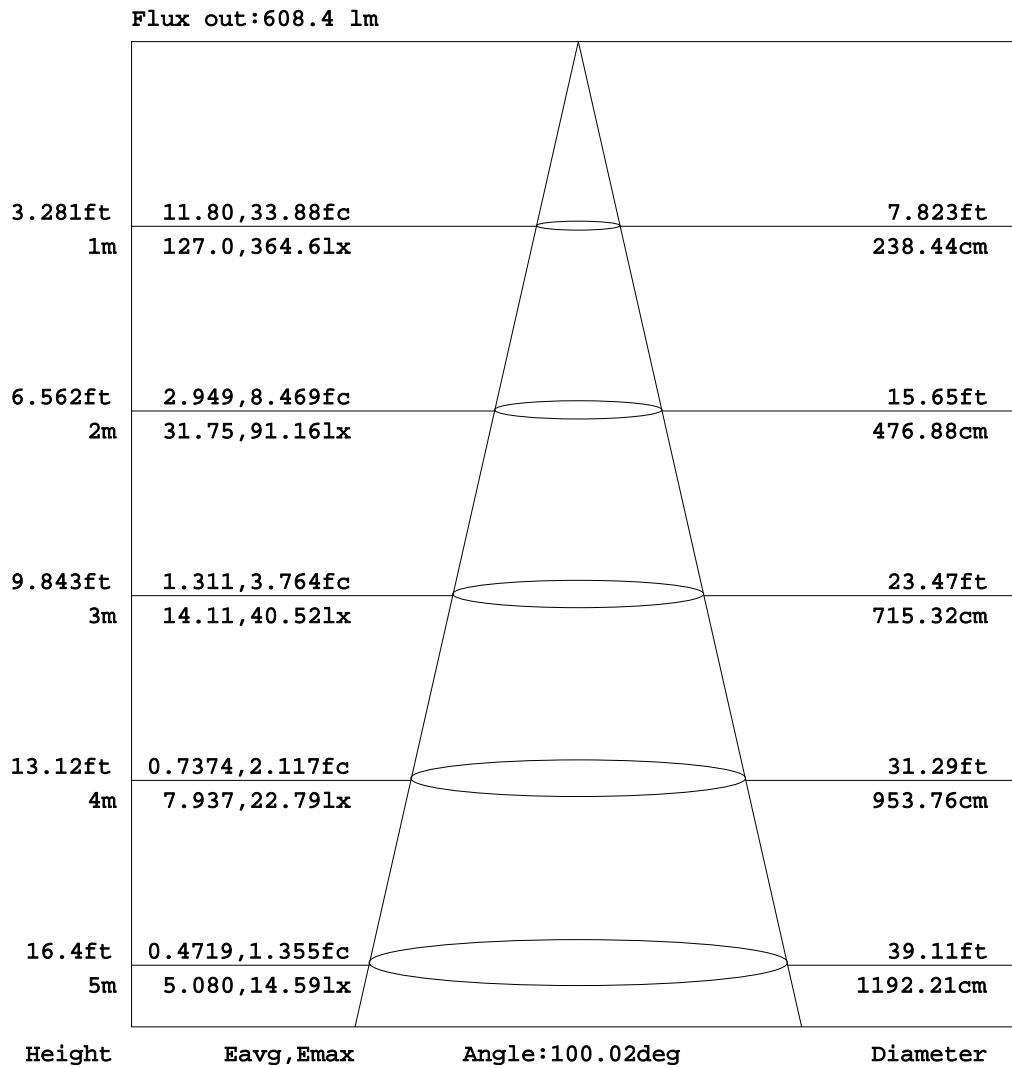 Flux out:608.4 lm
3.281ft 11.80,33.88fc 7.823ft
1m 127.0,364.6lx 238.44cm
6.562ft 2.949,8.469fc 15.65ft
2m 31.75,91.16lx 476.88cm
9.843ft 1.311,3.764fc 23.47ft
3m 14.11,40.52lx 715.32cm
13.12ft 0.7374,2.117fc 31.29ft
4m 7.937,22.79lx 953.76cm
16.4ft 0.4719,1.355fc 39.11ft
5m 5.080,14.59lx 1192.21cm
Height Eavg,Emax Angle:100.02deg Diameter